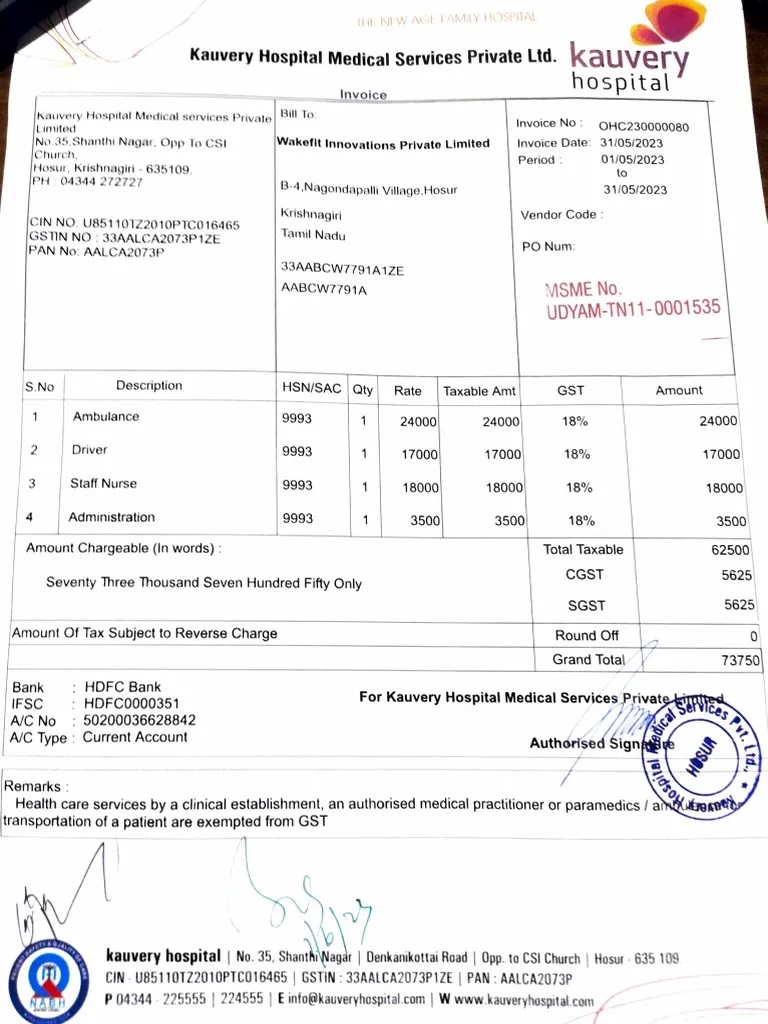 THE NEW AGE FAMILY HOSPITAL
Kauvery Hospital Medical Services Private Ltd.
kauvery
hospital
Invoice
Kauvery Hospital Medical services Private
Limited
No.35,Shanthi Nagar, Opp To CSI
Church,
Hosur, Krishnagiri - 635109.
PH : 04344 272727
CIN NO. U85110TZ2010PTC016465
GSTIN NO : 33AALCA2073P1ZE
PAN No: AALCA2073P
Bill To:
Wakefit Innovations Private Limited
B-4,Nagondapalli Village,Hosur
Krishnagiri
Tamil Nadu
33AABCW7791A1ZE
AABCW7791A
Invoice No : OHC230000080
Invoice Date: 31/05/2023
Period : 01/05/2023
to
31/05/2023
Vendor Code :
PO Num:
MSME No.
UDYAM-TN11-0001535
S.No Description HSN/SAC Qty Rate Taxable Amt GST Amount
1 Ambulance 9993 1 24000 24000 18% 24000
2 Driver 9993 1 17000 17000 18% 17000
3 Staff Nurse 9993 1 18000 18000 18% 18000
4 Administration 9993 1 3500 3500 18% 3500
Amount Chargeable (In words) : Total Taxable 62500
Seventy Three Thousand Seven Hundred Fifty Only CGST 5625
SGST 5625
Amount Of Tax Subject to Reverse Charge Round Off 0
Grand Total 73750
Bank : HDFC Bank
IFSC : HDFC0000351
A/C No : 50200036628842
A/C Type : Current Account
For Kauvery Hospital Medical Services Private Limited
Authorised Signature
Kauvery Hospital Medical Services Pvt. Ltd.,
HOSUR
Remarks :
Health care services by a clinical establishment, an authorised medical practitioner or paramedics /
transportation of a patient are exempted from GST
NABH
kauvery hospital | No. 35, Shanthi Nagar | Denkanikottai Road | Opp. to CSI Church | Hosur - 635 109
CIN - U85110TZ2010PTC016465 | GSTIN : 33AALCA2073P1ZE | PAN : AALCA2073P
P 04344 - 225555 | 224555 | E info@kauveryhospital.com | W www.kauveryhospital.com